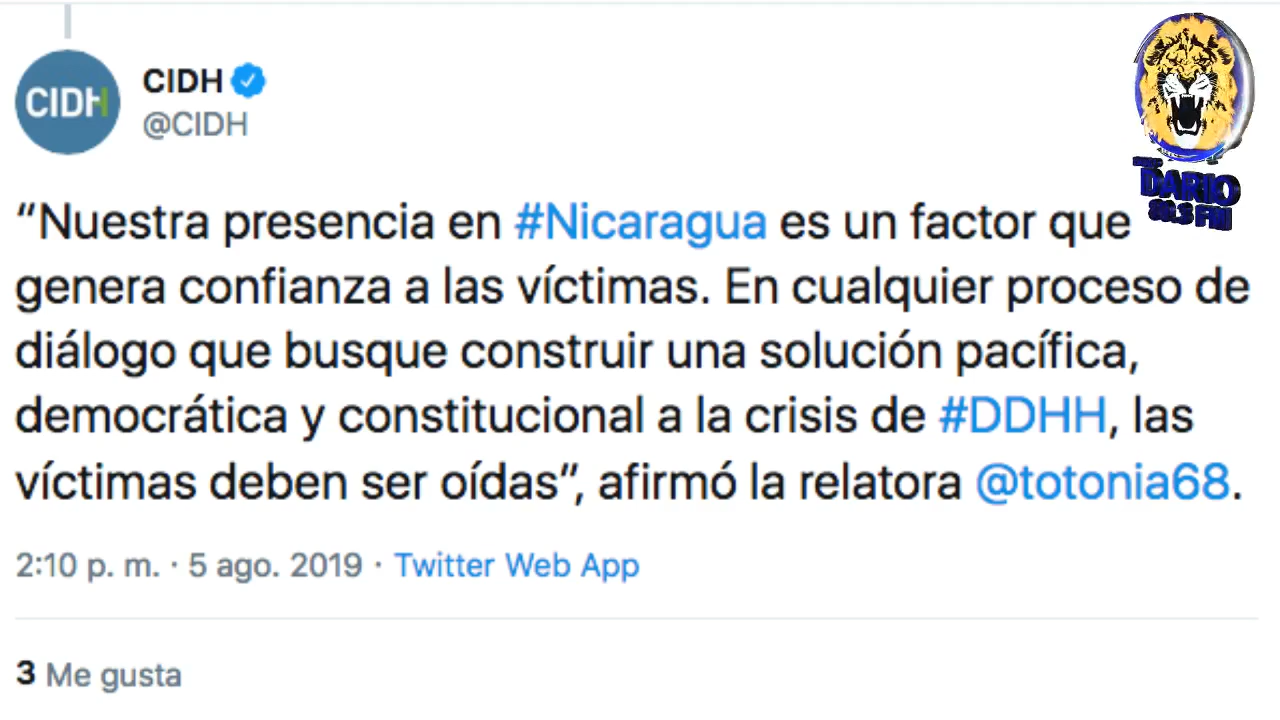 CIDH
CIDH
@CIDH
“Nuestra presencia en #Nicaragua es un factor que
genera confianza a las víctimas. En cualquier proceso de
diálogo que busque construir una solución pacífica,
democrática y constitucional a la crisis de #DDHH, las
víctimas deben ser oídas”, afirmó la relatora @totonia68.
2:10 p. m. · 5 ago. 2019 · Twitter Web App
3 Me gusta
DARIO